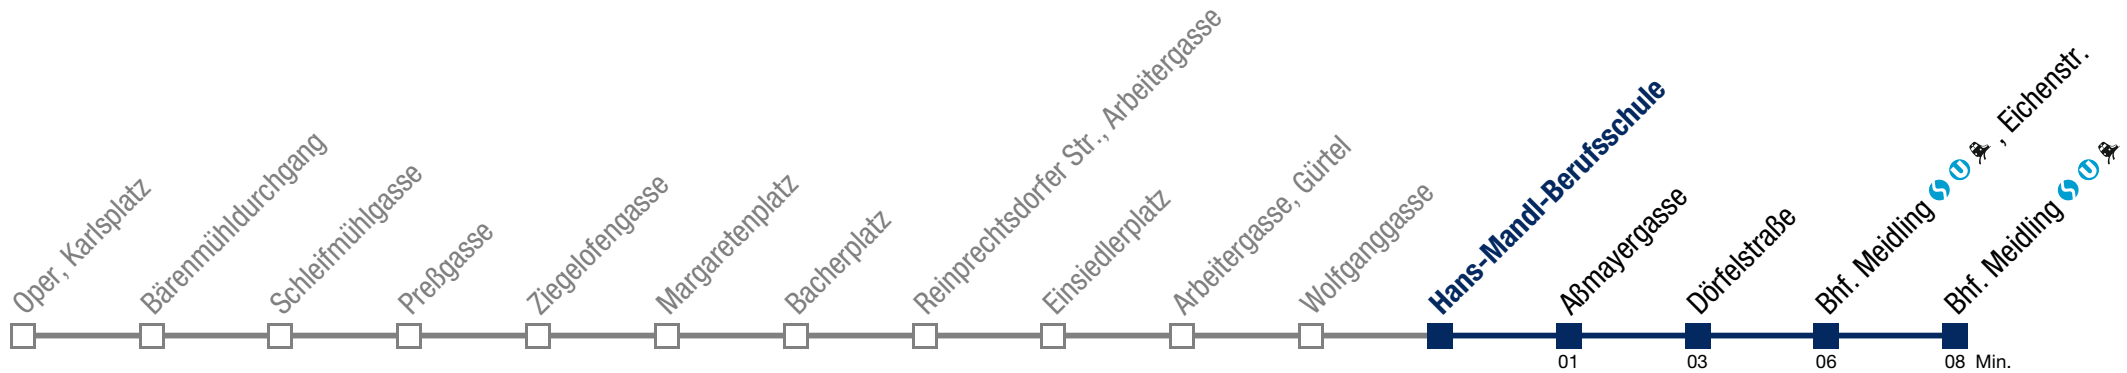 Oper, Karlsplatz
Bärenmühldurchgang
Schleifmühlgasse
Preßgasse
Ziegelofengasse
Margaretenplatz
Bacherplatz
Reinprechtsdorfer Str., Arbeitergasse
Einsiedlerplatz
Arbeitergasse, Gürtel
Wolfganggasse
Hans-Mandl-Berufsschule
Aßmayergasse
Dörfelstraße
Bhf. Meidling S U , Eichenstr.
Bhf. Meidling S U
01 03 06 08 Min.